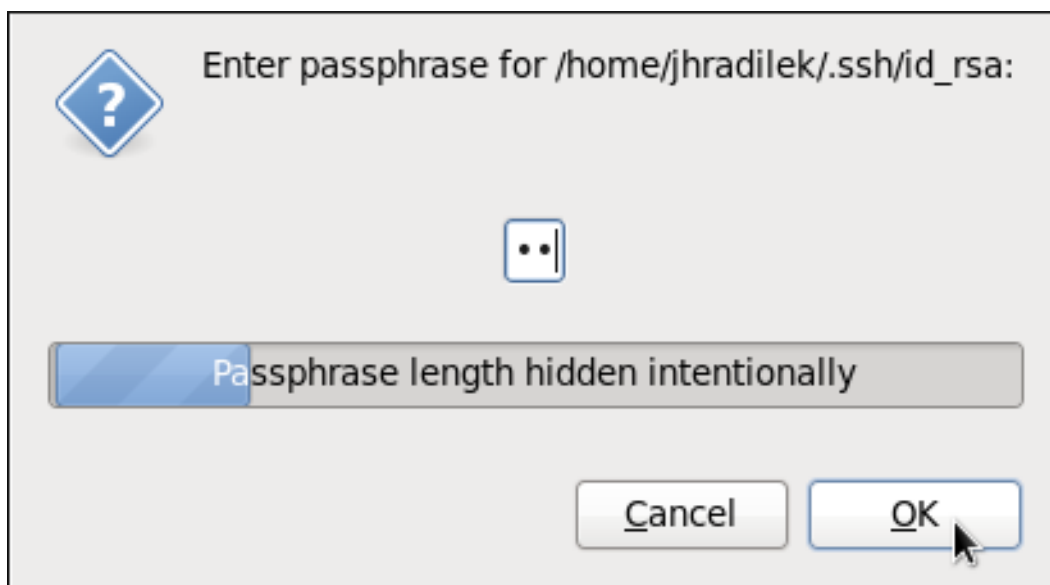 Enter passphrase for /home/jhradilek/.ssh/id_rsa:
Passphrase length hidden intentionally
Cancel
OK